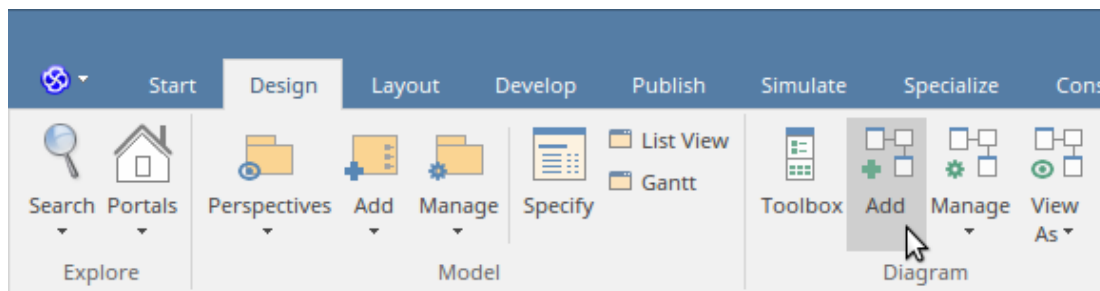 Start Design Layout Develop Publish Simulate Specialize Cons
List View
Gantt
Search Portals Perspectives Add Manage Specify Toolbox Add Manage View
As
Explore Model Diagram